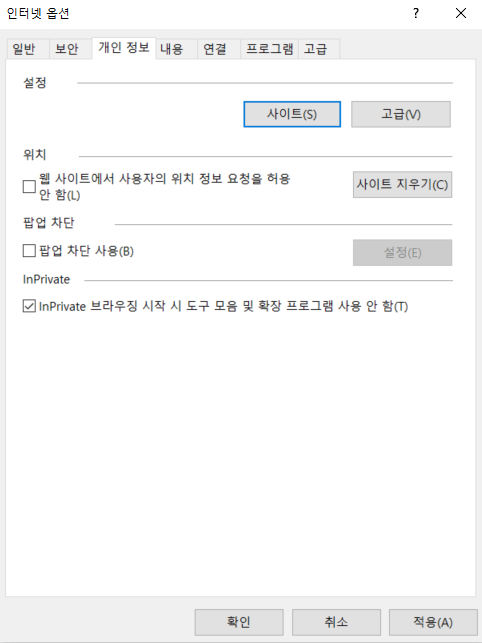 인터넷 옵션
?
일반 보안 개인 정보 내용 연결 프로그램 고급
설정
사이트(S) 고급(V)
위치
웹 사이트에서 사용자의 위치 정보 요청을 허용
안 함(L)
사이트 지우기(C)
팝업 차단
팝업 차단 사용(B) 설정(E)
InPrivate
InPrivate 브라우징 시작 시 도구 모음 및 확장 프로그램 사용 안 함(T)
확인 취소 적용(A)